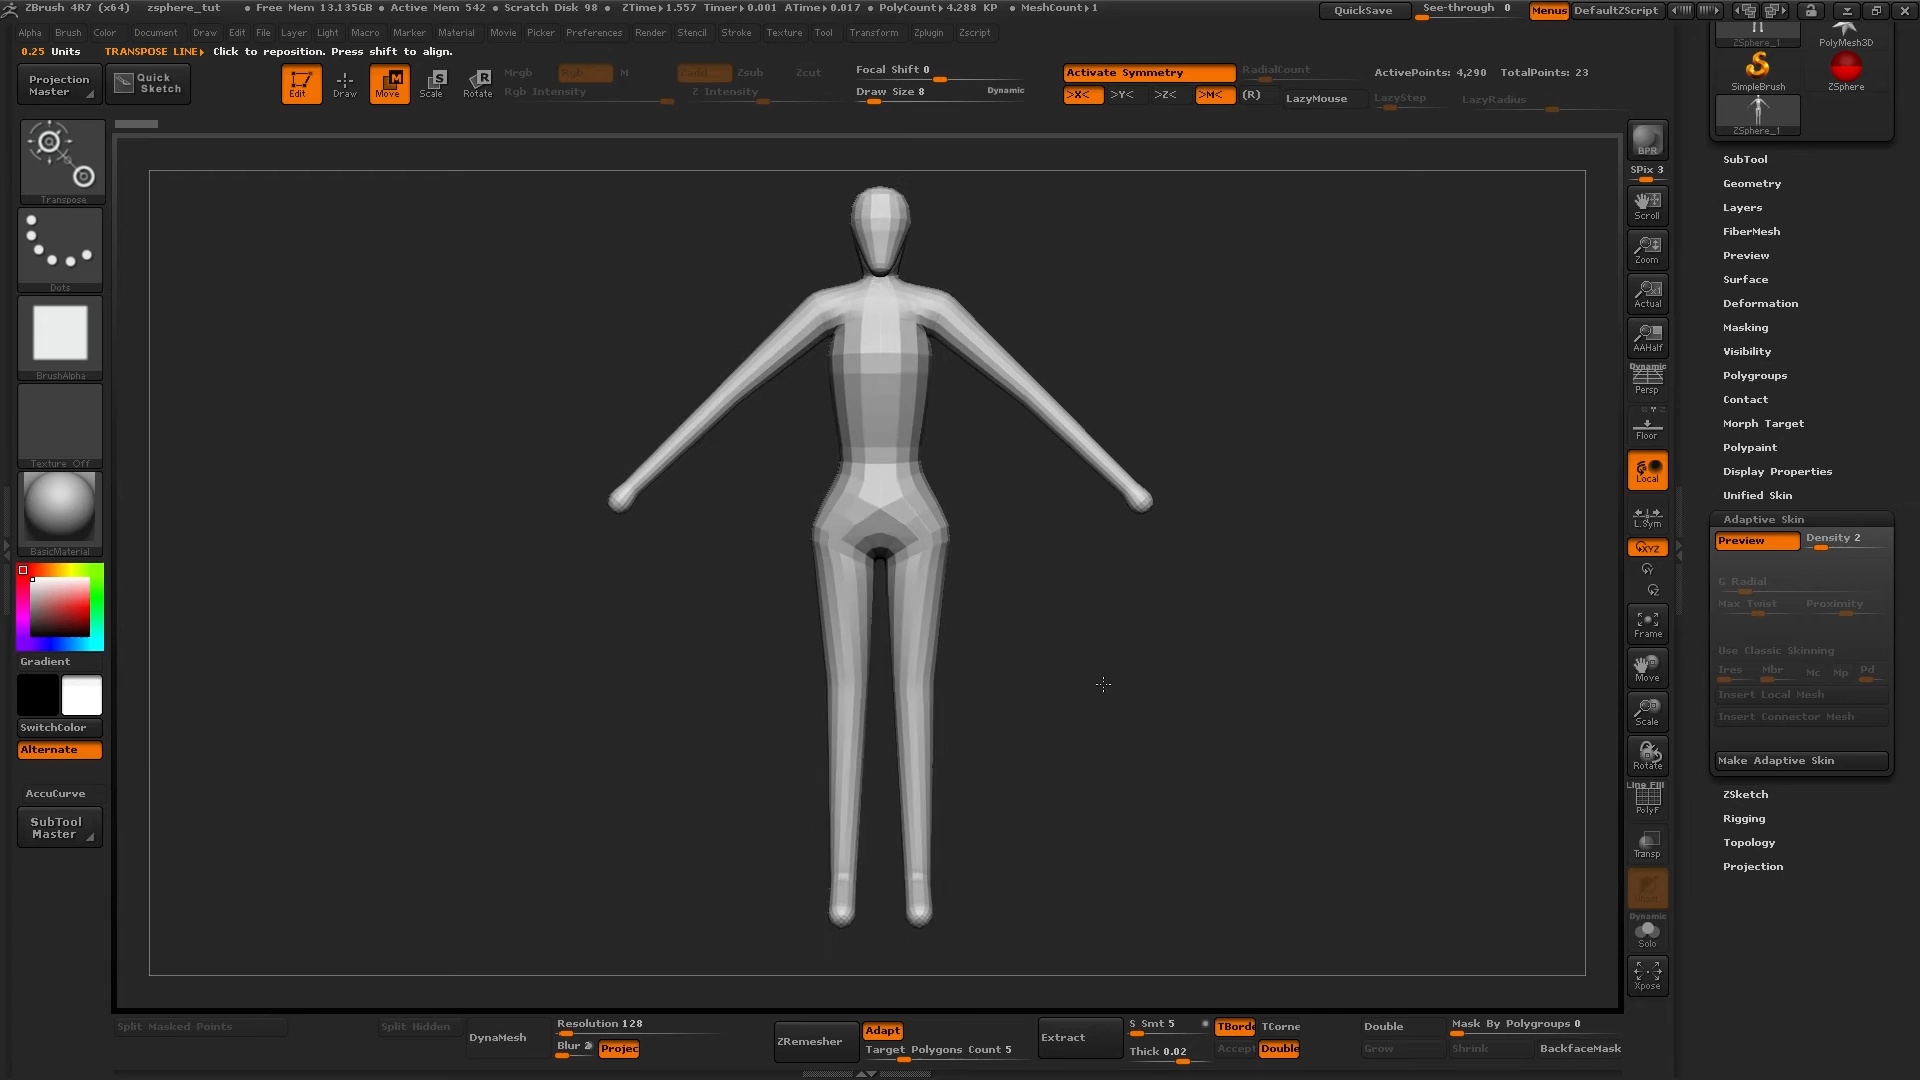 ZBrush 4R7 (x64) zsphere_tut • Free Mem 13.135GB • Active Mem 542 • Scratch Disk 98 • ZTime▸1.557 Timer▸0.001 ATime▸0.017 • PolyCount▸4.288 KP • MeshCount▸1 QuickSave See-through 0 Menus DefaultZScript
Alpha Brush Color Document Draw Edit File Layer Light Macro Marker Material Movie Picker Preferences Render Stencil Stroke Texture Tool Transform Zplugin Zscript
0.25 Units TRANSPOSE LINE▸ Click to reposition. Press shift to align.
Projection Master
Quick Sketch
Edit Draw Move Scale Rotate
Mrgb Rgb M Zadd Zsub Zcut
Rgb Intensity Z Intensity
Focal Shift 0
Draw Size 8 Dynamic
Activate Symmetry RadialCount
>X< >Y< >Z< >M< (R)
LazyMouse LazyStep LazyRadius
ActivePoints: 4,290 TotalPoints: 23
ZSphere_1 PolyMesh3D
SimpleBrush ZSphere
ZSphere_1
Transpose
Dots
BrushAlpha
Texture Off
BasicMaterial
Gradient
SwitchColor
Alternate
AccuCurve
SubTool Master
BPR
SPix 3
Scroll
Zoom
Actual
AAHalf
Dynamic
Persp
Floor
Local
L.Sym
XYZ
Frame
Move
Scale
Rotate
Line Fill
PolyF
Transp
Dynamic
Solo
Xpose
SubTool
Geometry
Layers
FiberMesh
Preview
Surface
Deformation
Masking
Visibility
Polygroups
Contact
Morph Target
Polypaint
Display Properties
Unified Skin
Adaptive Skin
Preview Density 2
G Radial
Max Twist Proximity
Use Classic Skinning
Ires Mbr Mc Mp Pd
Insert Local Mesh
Insert Connector Mesh
Make Adaptive Skin
ZSketch
Rigging
Topology
Projection
Split Masked Points Split Hidden
DynaMesh
Resolution 128
Blur 2 Projec
ZRemesher
Adapt
Target Polygons Count 5
Extract
S Smt 5 TBorde TCorne
Thick 0.02 Accept Double
Double Mask By Polygroups 0
Grow Shrink BackfaceMask